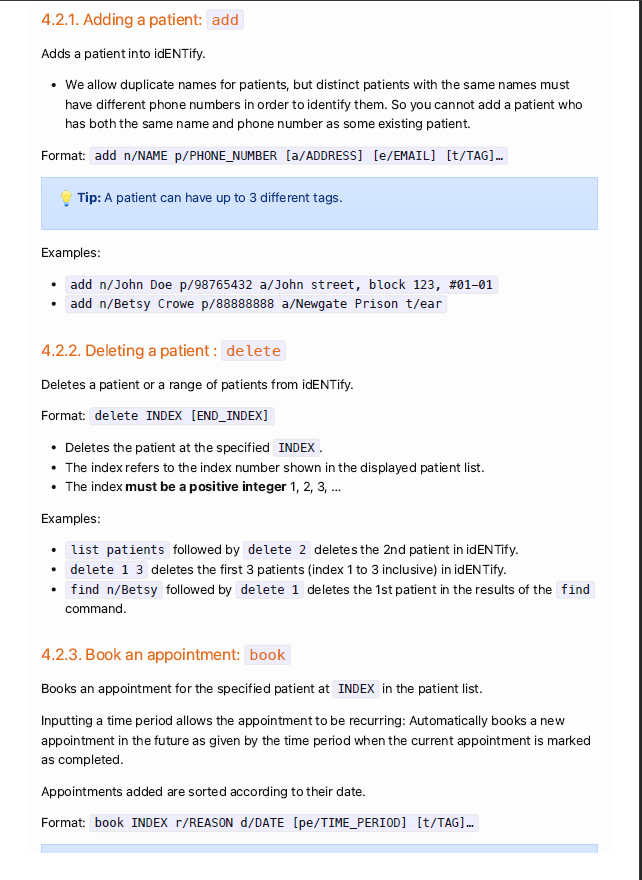 4.2.1. Adding a patient: add
Adds a patient into idENTify.
• We allow duplicate names for patients, but distinct patients with the same names must
have different phone numbers in order to identify them. So you cannot add a patient who
has both the same name and phone number as some existing patient.
Format: add n/NAME p/PHONE_NUMBER [a/ADDRESS] [e/EMAIL] [t/TAG]…
💡 Tip: A patient can have up to 3 different tags.
Examples:
• add n/John Doe p/98765432 a/John street, block 123, #01-01
• add n/Betsy Crowe p/88888888 a/Newgate Prison t/ear
4.2.2. Deleting a patient : delete
Deletes a patient or a range of patients from idENTify.
Format: delete INDEX [END_INDEX]
• Deletes the patient at the specified INDEX.
• The index refers to the index number shown in the displayed patient list.
• The index must be a positive integer 1, 2, 3, …
Examples:
• list patients followed by delete 2 deletes the 2nd patient in idENTify.
• delete 1 3 deletes the first 3 patients (index 1 to 3 inclusive) in idENTify.
• find n/Betsy followed by delete 1 deletes the 1st patient in the results of the find
command.
4.2.3. Book an appointment: book
Books an appointment for the specified patient at INDEX in the patient list.
Inputting a time period allows the appointment to be recurring: Automatically books a new
appointment in the future as given by the time period when the current appointment is marked
as completed.
Appointments added are sorted according to their date.
Format: book INDEX r/REASON d/DATE [pe/TIME_PERIOD] [t/TAG]…